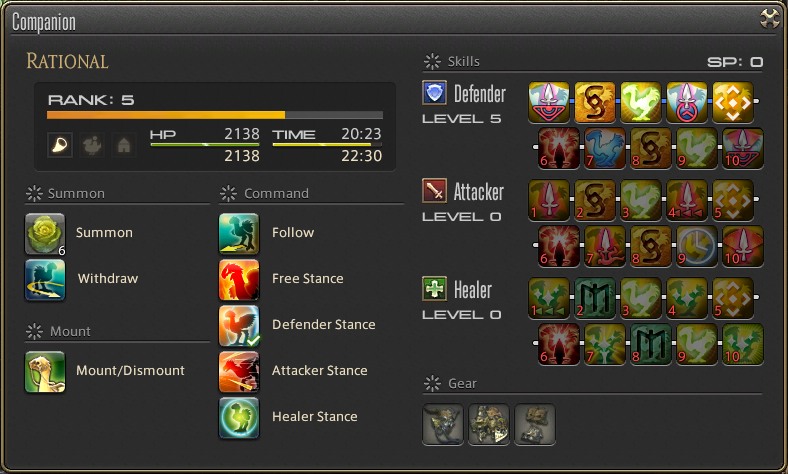 Companion
RATIONAL
RANK: 5
HP 2138
2138
TIME 20:23
22:30
Summon
Summon
6
Withdraw
Mount
Mount/Dismount
Command
Follow
Free Stance
Defender Stance
Attacker Stance
Healer Stance
Skills SP: 0
Defender
LEVEL 5
6 7 8 9 10
Attacker
LEVEL 0
1 2 3 4 5
6 7 8 9 10
Healer
LEVEL 0
1 2 3 4 5
6 7 8 9 10
Gear